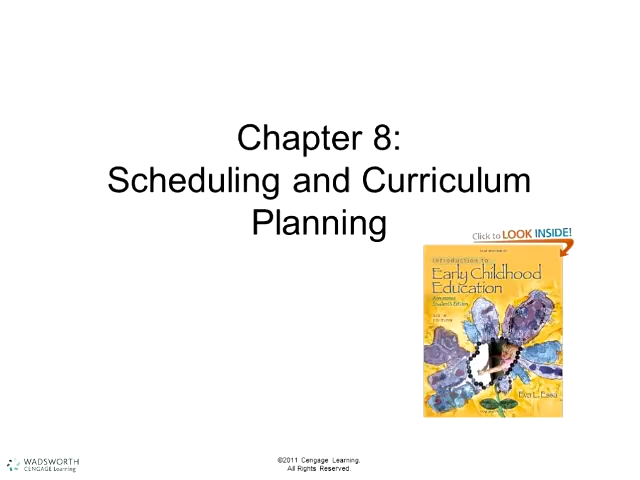 Chapter 8:
Scheduling and Curriculum
Planning
Click to LOOK INSIDE!
Introduction to
Early Childhood
Education
Eva L. Essa
WADSWORTH
CENGAGE Learning
©2011 Cengage Learning.
All Rights Reserved.